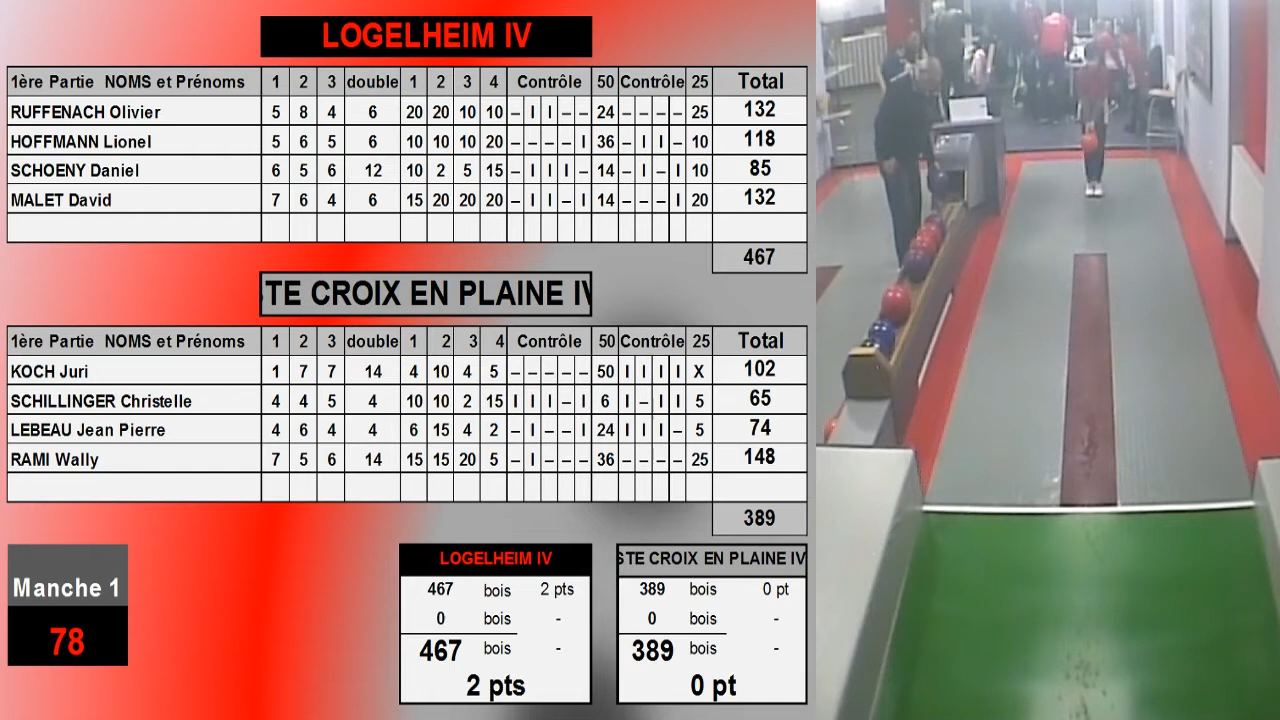 LOGELHEIM IV
1ère Partie NOMS et Prénoms 1 2 3 double 1 2 3 4 Contrôle 50 Contrôle 25 Total
RUFFENACH Olivier 5 8 4 6 20 20 10 10 – I I – – 24 – – – – 25 132
HOFFMANN Lionel 5 6 5 6 10 10 10 20 – – – – I 36 – I I – 10 118
SCHOENY Daniel 6 5 6 12 10 2 5 15 – I I I – 14 – I – I 10 85
MALET David 7 6 4 6 15 20 20 20 – I – I I 14 – – – I 20 132
467
STE CROIX EN PLAINE IV
1ère Partie NOMS et Prénoms 1 2 3 double 1 2 3 4 Contrôle 50 Contrôle 25 Total
KOCH Juri 1 7 7 14 4 10 4 5 – – – – – 50 I I I I X 102
SCHILLINGER Christelle 4 4 5 4 10 10 2 15 I I I – I 6 I – I I 5 65
LEBEAU Jean Pierre 4 6 4 4 6 15 4 2 – I – – I 24 I I I – 5 74
RAMI Wally 7 5 6 14 15 15 20 5 – I – – – 36 – – – – 25 148
389
Manche 1
78
LOGELHEIM IV
467 bois 2 pts
0 bois -
467 bois -
2 pts
STE CROIX EN PLAINE IV
389 bois 0 pt
0 bois -
389 bois -
0 pt